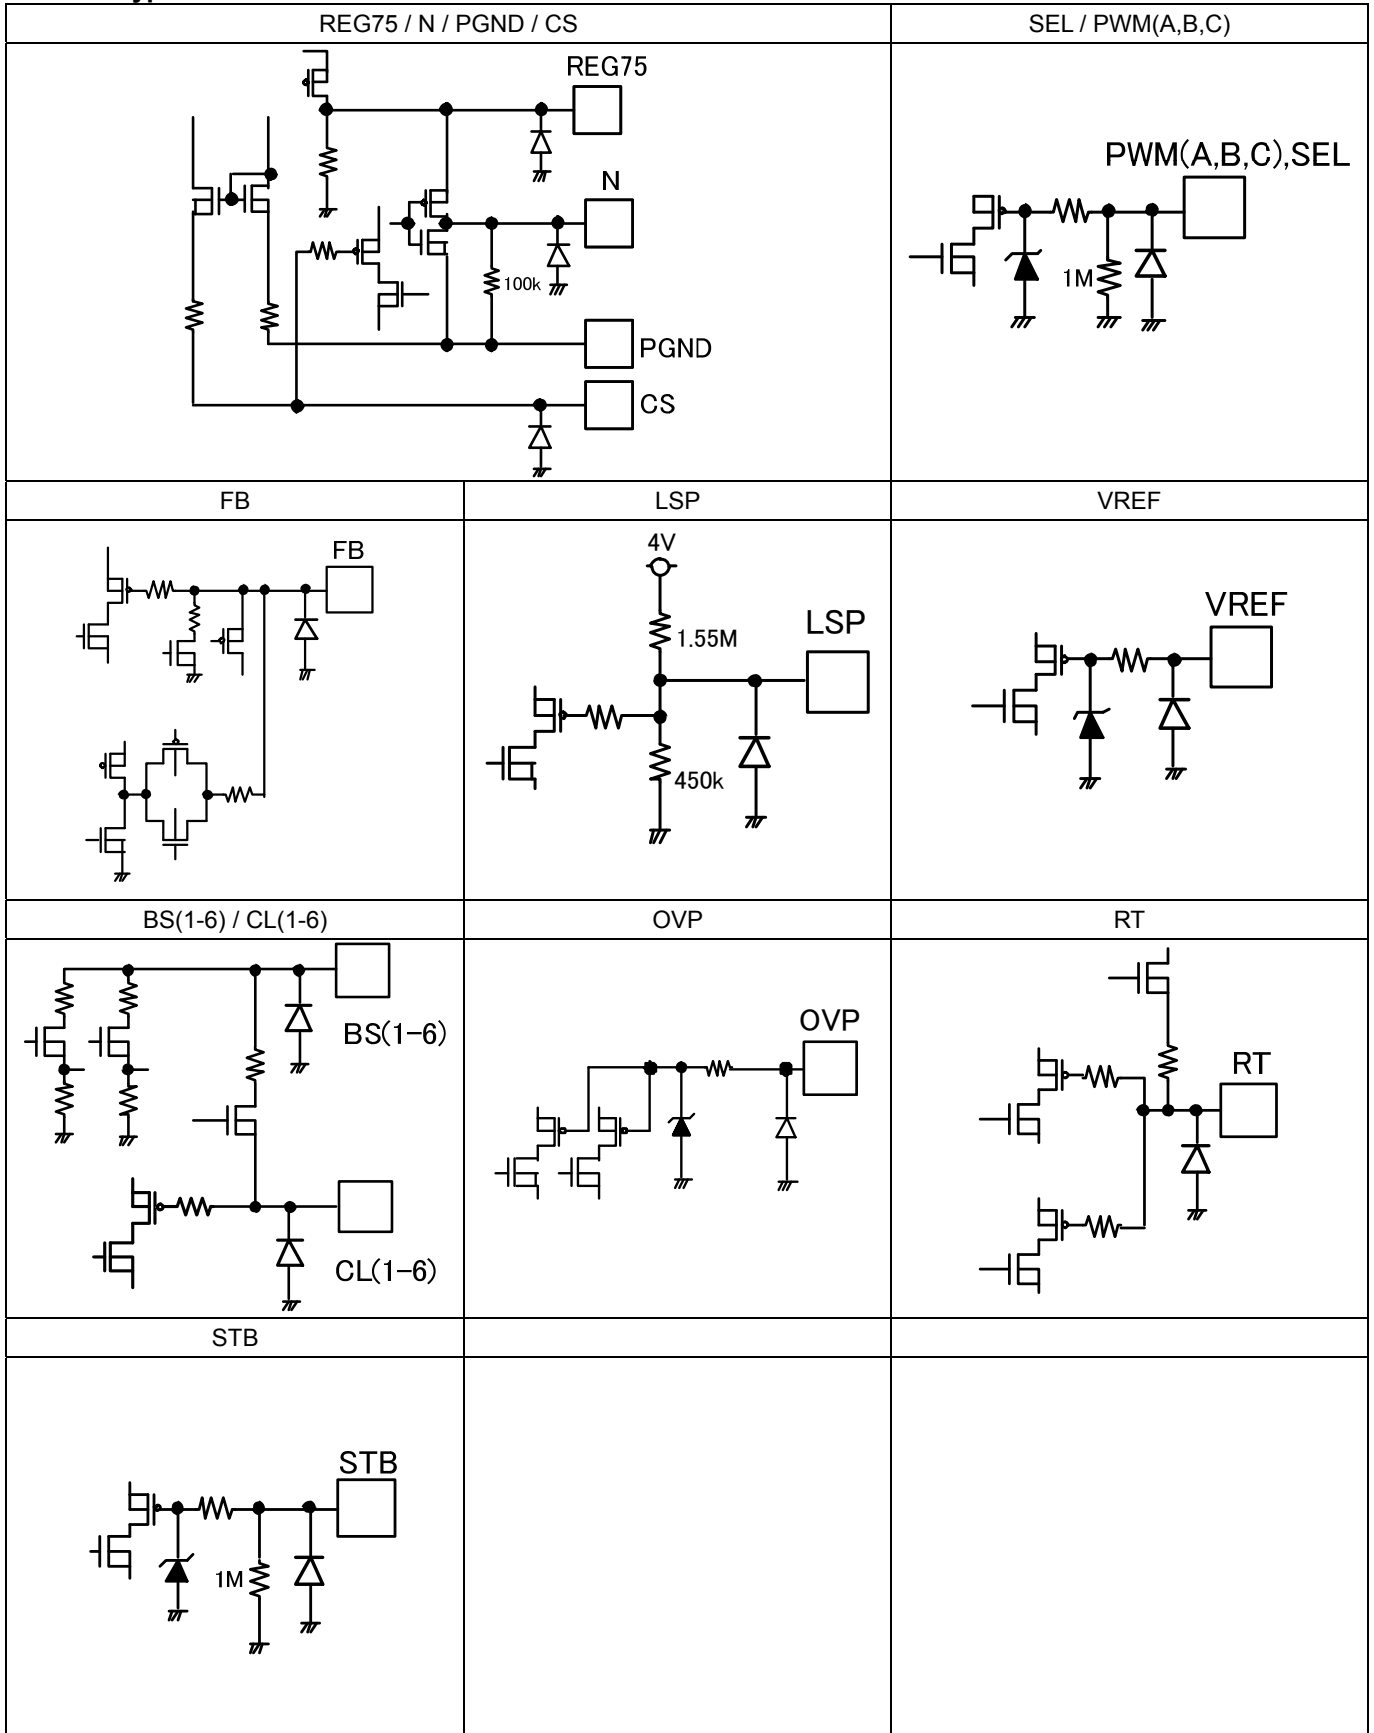 REG75 / N / PGND / CS
SEL / PWM(A,B,C)
REG75
N
100k
PGND
CS
PWM(A,B,C),SEL
1M
FB
LSP
VREF
FB
4V
1.55M
LSP
450k
VREF
BS(1-6) / CL(1-6)
OVP
RT
BS(1-6)
CL(1-6)
OVP
RT
STB
STB
1M